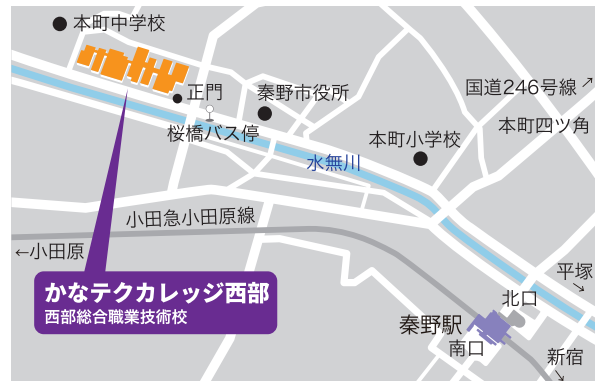 本町中学校
正門
秦野市役所
国道246号線↗
桜橋バス停
本町小学校
本町四ツ角
水無川
小田急小田原線
←小田原
かなテクカレッジ西部
西部総合職業技術校
平塚
↘
北口
秦野駅
南口
新宿
↘